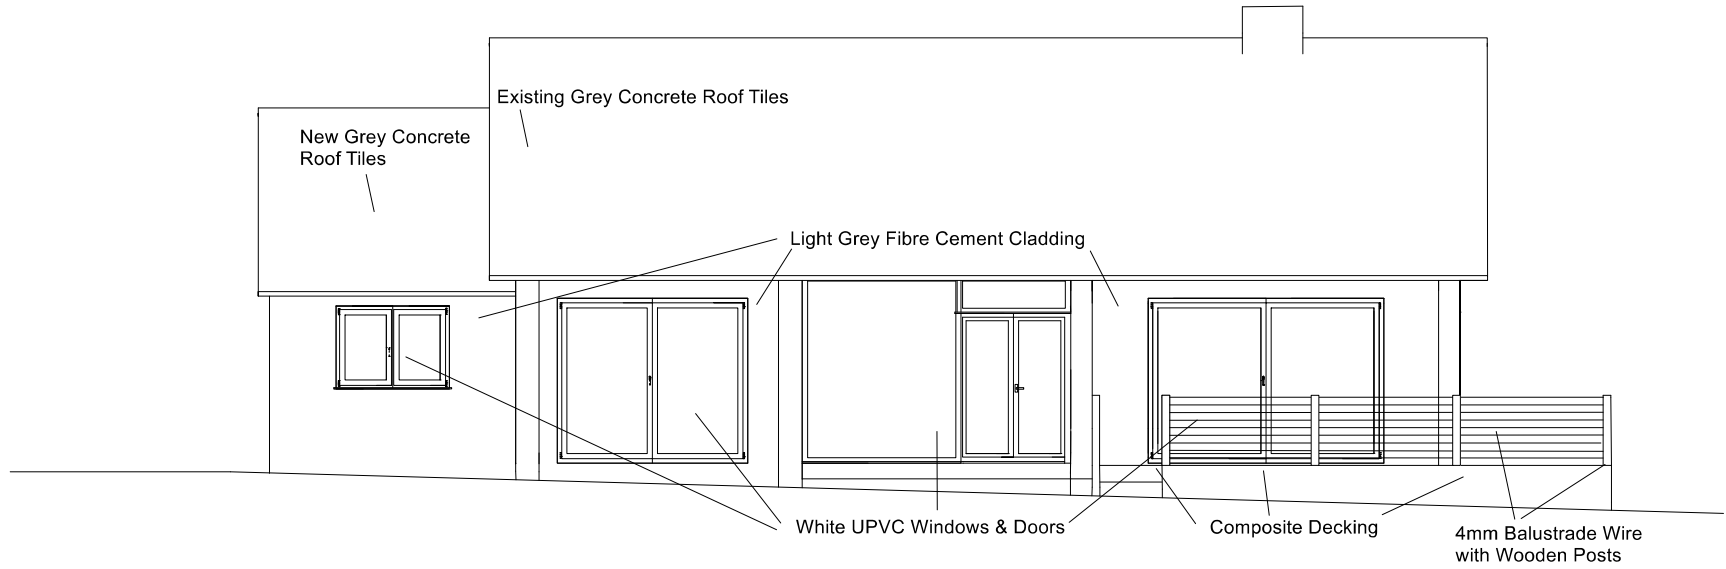 Existing Grey Concrete Roof Tiles
New Grey Concrete
Roof Tiles
Light Grey Fibre Cement Cladding
White UPVC Windows & Doors
Composite Decking
4mm Balustrade Wire
with Wooden Posts